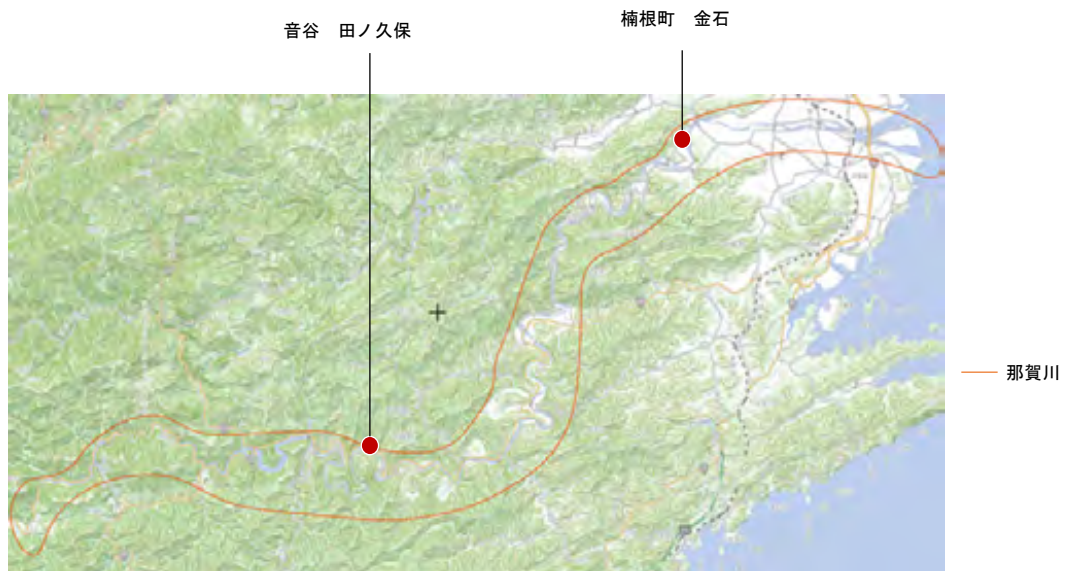 音谷　田ノ久保
楠根町　金石
那賀川